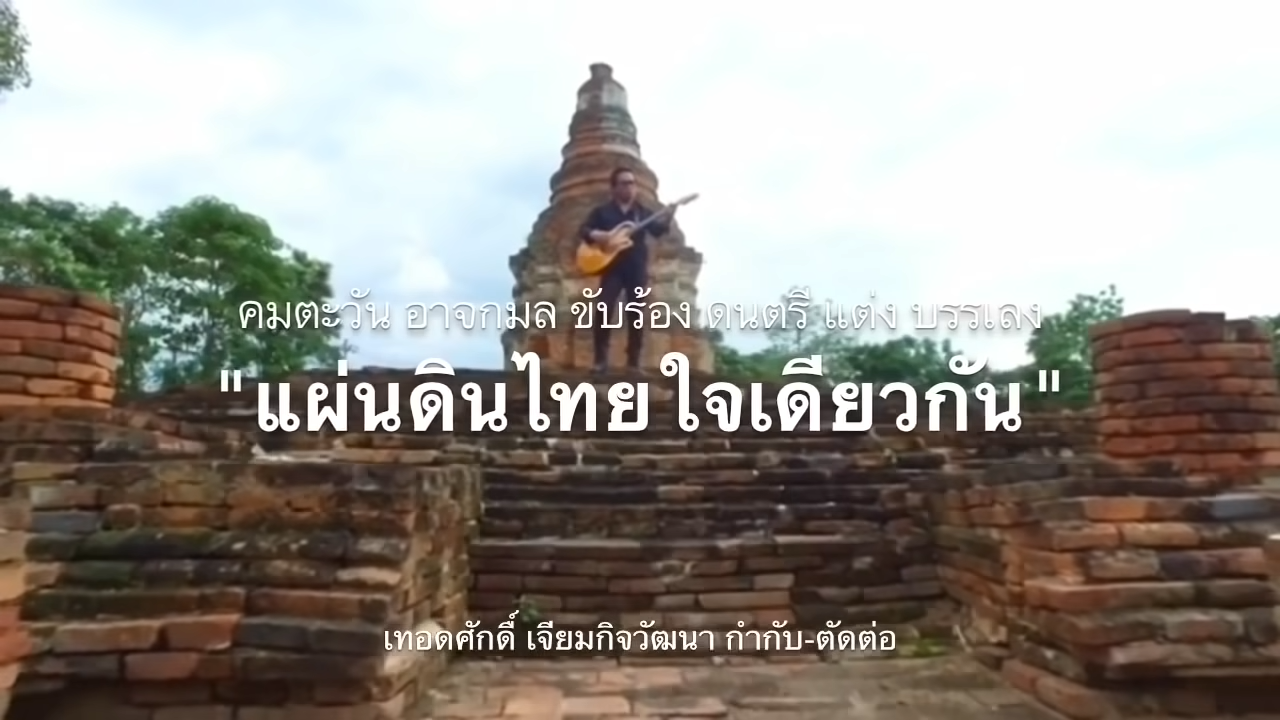 คมตะวัน อาจกมล ขับร้อง ดนตรี แต่ง บรรเลง
"แผ่นดินไทยใจเดียวกัน"
เทอดศักดิ์ เจียมกิจวัฒนา กำกับ-ตัดต่อ